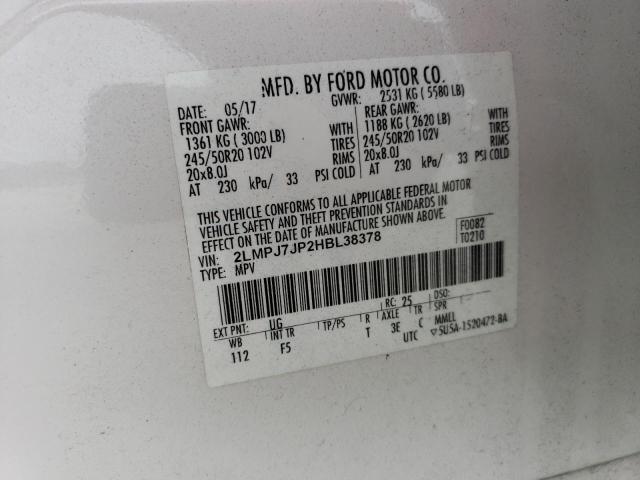 MFD. BY FORD MOTOR CO.
DATE: 05/17 GVWR: 2531 KG ( 5580 LB)
FRONT GAWR: REAR GAWR:
1361 KG ( 3000 LB) WITH 1188 KG ( 2620 LB) WITH
245/50R20 102V TIRES 245/50R20 102V TIRES
20x8.0J RIMS 20x8.0J RIMS
AT 230 kPa/ 33 PSI COLD AT 230 kPa/ 33 PSI COLD
THIS VEHICLE CONFORMS TO ALL APPLICABLE FEDERAL MOTOR
VEHICLE SAFETY AND THEFT PREVENTION STANDARDS IN
EFFECT ON THE DATE OF MANUFACTURE SHOWN ABOVE.
VIN: 2LMPJ7JP2HBL38378 F0082
TYPE: MPV T0210
EXT PNT: UG RC: 25 DSO:
WB INT TR TP/PS R AXLE TR SPR
112 F5 T 3E C MMEL
UTC ▽5U5A-1520472-BA